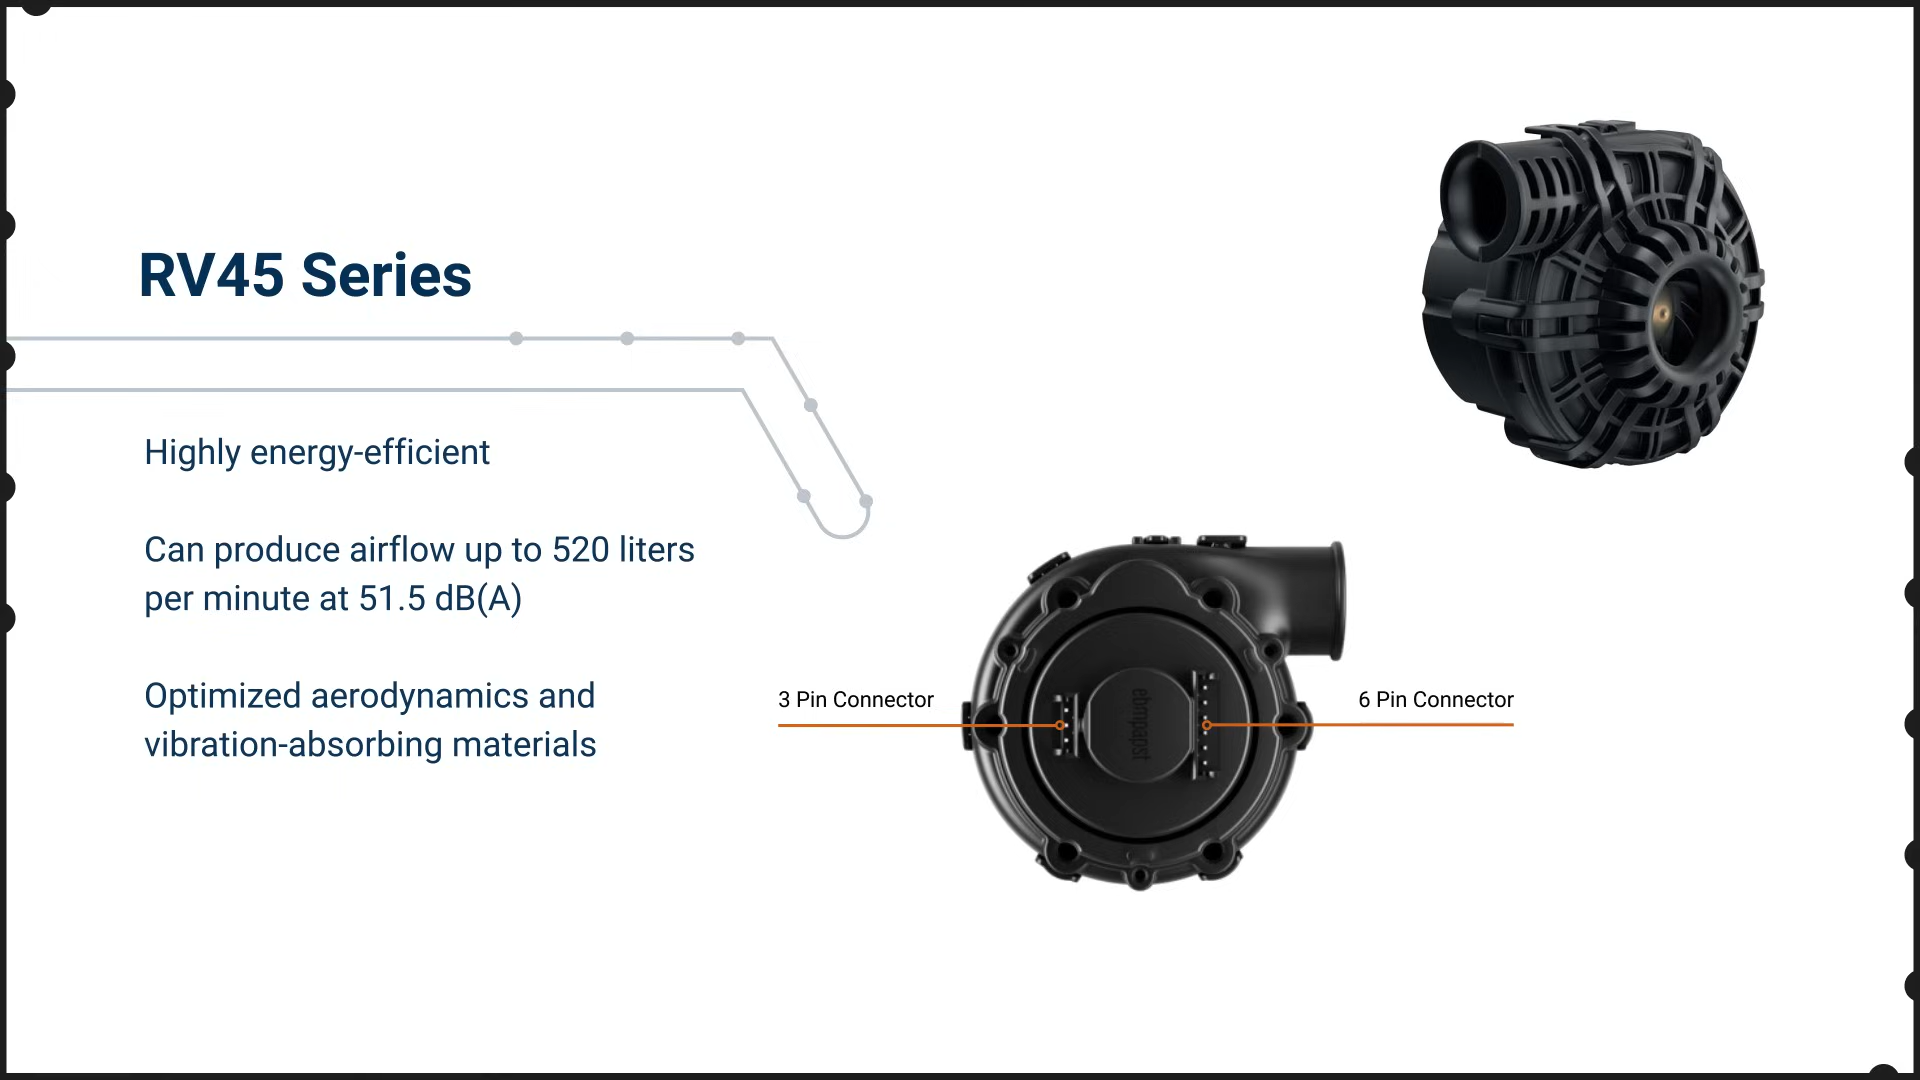 RV45 Series
Highly energy-efficient
Can produce airflow up to 520 liters
per minute at 51.5 dB(A)
Optimized aerodynamics and
vibration-absorbing materials
3 Pin Connector
6 Pin Connector
ebmpapst